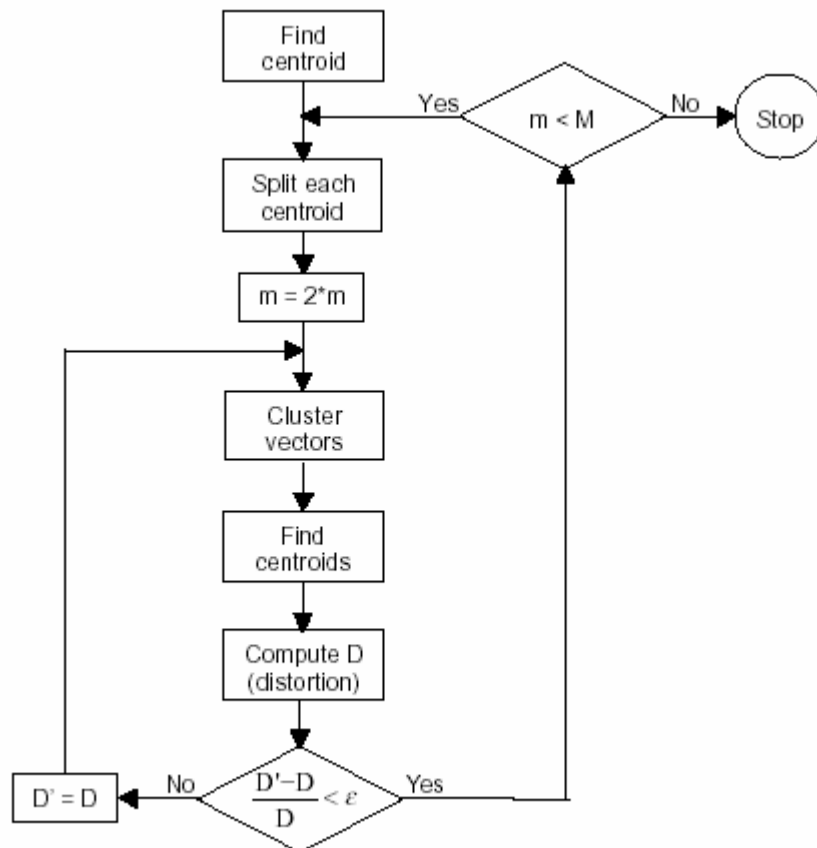 Find
centroid
Yes
m < M
No
Stop
Split each
centroid
m = 2*m
Cluster
vectors
Find
centroids
Compute D
(distortion)
D' = D
No
D'−D
D
< ε
Yes